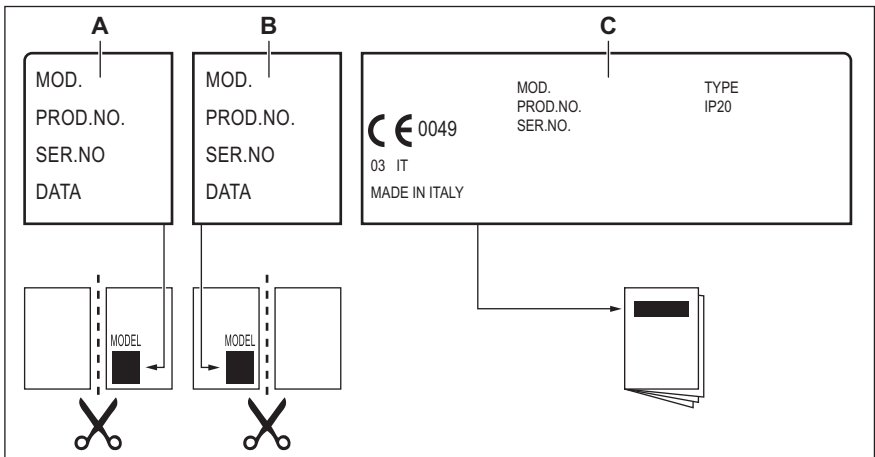 A
B
C
MOD.
PROD.NO.
SER.NO
DATA
MOD.
PROD.NO.
SER.NO
DATA
MOD.
PROD.NO.
SER.NO.
TYPE
IP20
CE 0049
03 IT
MADE IN ITALY
MODEL
MODEL